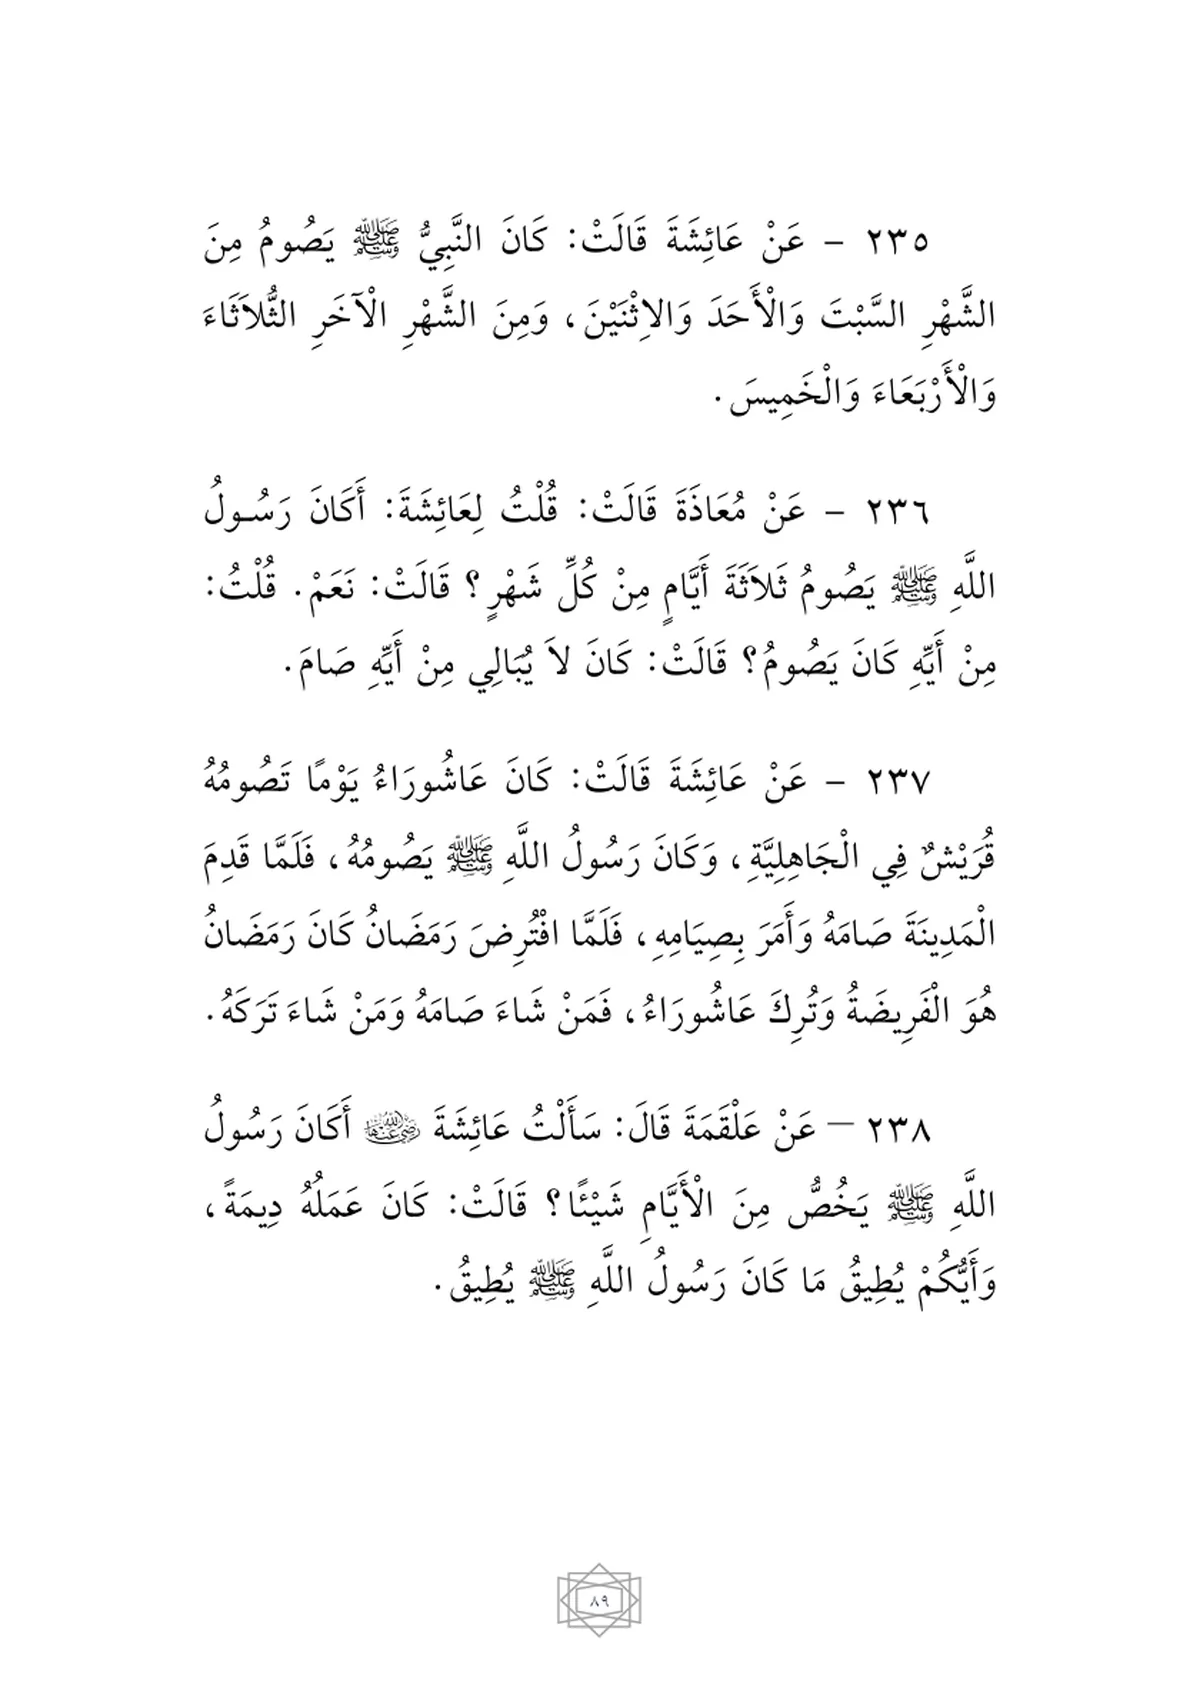 ٢٣٥ - عَنْ عَائِشَةَ قَالَتْ: كَانَ النَّبِيُّ ﷺ يَصُومُ مِنَ
الشَّهْرِ السَّبْتَ وَالْأَحَدَ وَالاِثْنَيْنَ، وَمِنَ الشَّهْرِ الْآخَرِ الثُّلاَثَاءَ
وَالْأَرْبَعَاءَ وَالْخَمِيسَ.
٢٣٦ - عَنْ مُعَاذَةَ قَالَتْ: قُلْتُ لِعَائِشَةَ: أَكَانَ رَسُولُ
اللَّهِ ﷺ يَصُومُ ثَلاَثَةَ أَيَّامٍ مِنْ كُلِّ شَهْرٍ؟ قَالَتْ: نَعَمْ. قُلْتُ:
مِنْ أَيِّهِ كَانَ يَصُومُ؟ قَالَتْ: كَانَ لاَ يُبَالِي مِنْ أَيِّهِ صَامَ.
٢٣٧ - عَنْ عَائِشَةَ قَالَتْ: كَانَ عَاشُورَاءُ يَوْمًا تَصُومُهُ
قُرَيْشٌ فِي الْجَاهِلِيَّةِ، وَكَانَ رَسُولُ اللَّهِ ﷺ يَصُومُهُ، فَلَمَّا قَدِمَ
الْمَدِينَةَ صَامَهُ وَأَمَرَ بِصِيَامِهِ، فَلَمَّا افْتُرِضَ رَمَضَانُ كَانَ رَمَضَانُ
هُوَ الْفَرِيضَةُ وَتُرِكَ عَاشُورَاءُ، فَمَنْ شَاءَ صَامَهُ وَمَنْ شَاءَ تَرَكَهُ.
٢٣٨ — عَنْ عَلْقَمَةَ قَالَ: سَأَلْتُ عَائِشَةَ رضي الله عنها أَكَانَ رَسُولُ
اللَّهِ ﷺ يَخُصُّ مِنَ الْأَيَّامِ شَيْئًا؟ قَالَتْ: كَانَ عَمَلُهُ دِيمَةً،
وَأَيُّكُمْ يُطِيقُ مَا كَانَ رَسُولُ اللَّهِ ﷺ يُطِيقُ.
٨٩